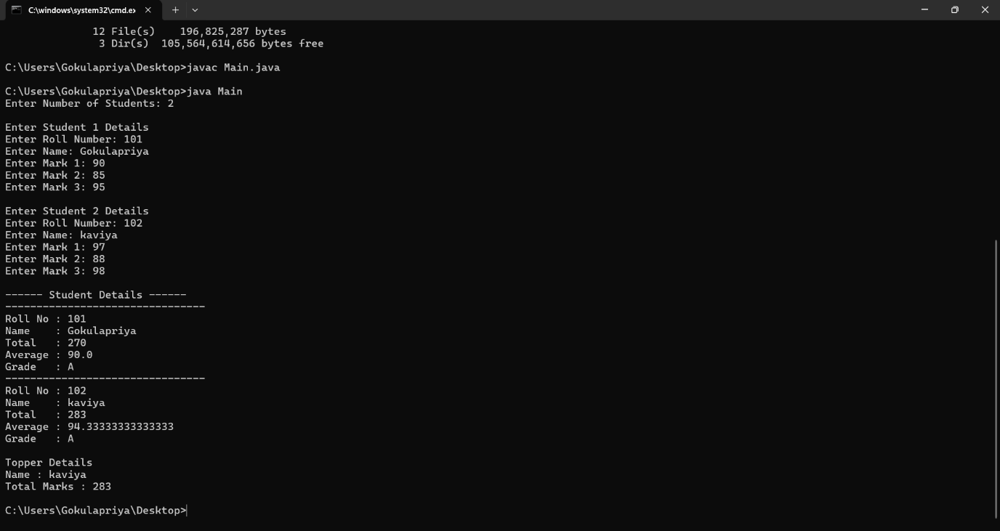 C:\windows\system32\cmd.ex
12 File(s)    196,825,287 bytes
3 Dir(s)  105,564,614,656 bytes free
C:\Users\Gokulapriya\Desktop>javac Main.java
C:\Users\Gokulapriya\Desktop>java Main
Enter Number of Students: 2
Enter Student 1 Details
Enter Roll Number: 101
Enter Name: Gokulapriya
Enter Mark 1: 90
Enter Mark 2: 85
Enter Mark 3: 95
Enter Student 2 Details
Enter Roll Number: 102
Enter Name: kaviya
Enter Mark 1: 97
Enter Mark 2: 88
Enter Mark 3: 98
------ Student Details ------
--------------------------------
Roll No : 101
Name    : Gokulapriya
Total   : 270
Average : 90.0
Grade   : A
--------------------------------
Roll No : 102
Name    : kaviya
Total   : 283
Average : 94.33333333333333
Grade   : A
Topper Details
Name : kaviya
Total Marks : 283
C:\Users\Gokulapriya\Desktop>